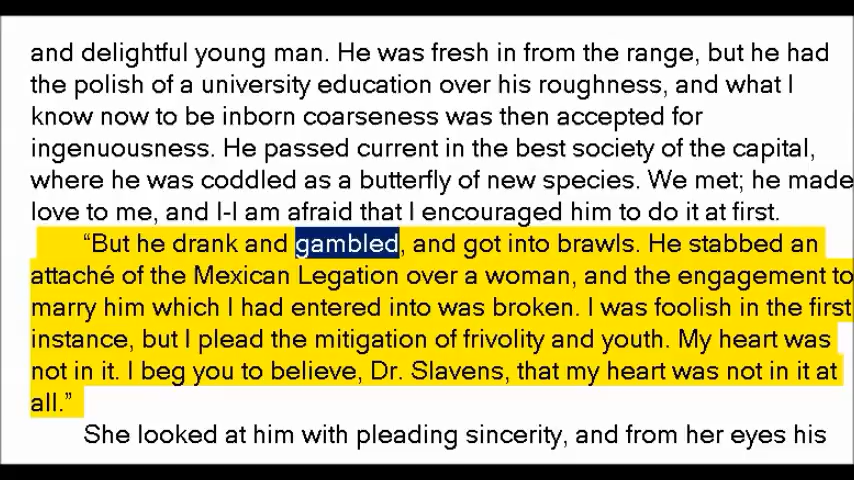 and delightful young man. He was fresh in from the range, but he had
the polish of a university education over his roughness, and what I
know now to be inborn coarseness was then accepted for
ingenuousness. He passed current in the best society of the capital,
where he was coddled as a butterfly of new species. We met; he made
love to me, and I-I am afraid that I encouraged him to do it at first.
“But he drank and gambled, and got into brawls. He stabbed an
attaché of the Mexican Legation over a woman, and the engagement to
marry him which I had entered into was broken. I was foolish in the first
instance, but I plead the mitigation of frivolity and youth. My heart was
not in it. I beg you to believe, Dr. Slavens, that my heart was not in it at
all.”
She looked at him with pleading sincerity, and from her eyes his